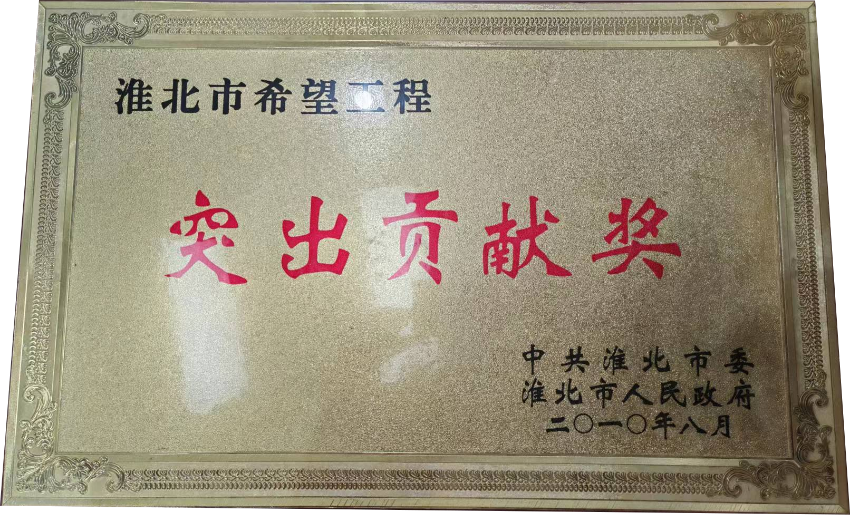 淮北市希望工程
突出贡献奖
中共淮北市委
淮北市人民政府
二〇一〇年八月